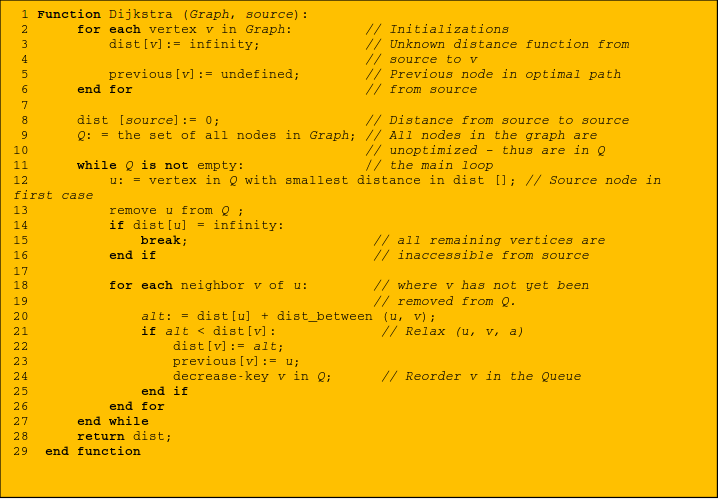 1 Function Dijkstra (Graph, source):
2 for each vertex v in Graph: // Initializations
3 dist[v]:= infinity; // Unknown distance function from
4 // source to v
5 previous[v]:= undefined; // Previous node in optimal path
6 end for // from source
7
8 dist [source]:= 0; // Distance from source to source
9 Q: = the set of all nodes in Graph; // All nodes in the graph are
10 // unoptimized - thus are in Q
11 while Q is not empty: // the main loop
12 u: = vertex in Q with smallest distance in dist []; // Source node in
first case
13 remove u from Q ;
14 if dist[u] = infinity:
15 break; // all remaining vertices are
16 end if // inaccessible from source
17
18 for each neighbor v of u: // where v has not yet been
19 // removed from Q.
20 alt: = dist[u] + dist_between (u, v);
21 if alt < dist[v]: // Relax (u, v, a)
22 dist[v]:= alt;
23 previous[v]:= u;
24 decrease-key v in Q; // Reorder v in the Queue
25 end if
26 end for
27 end while
28 return dist;
29 end function